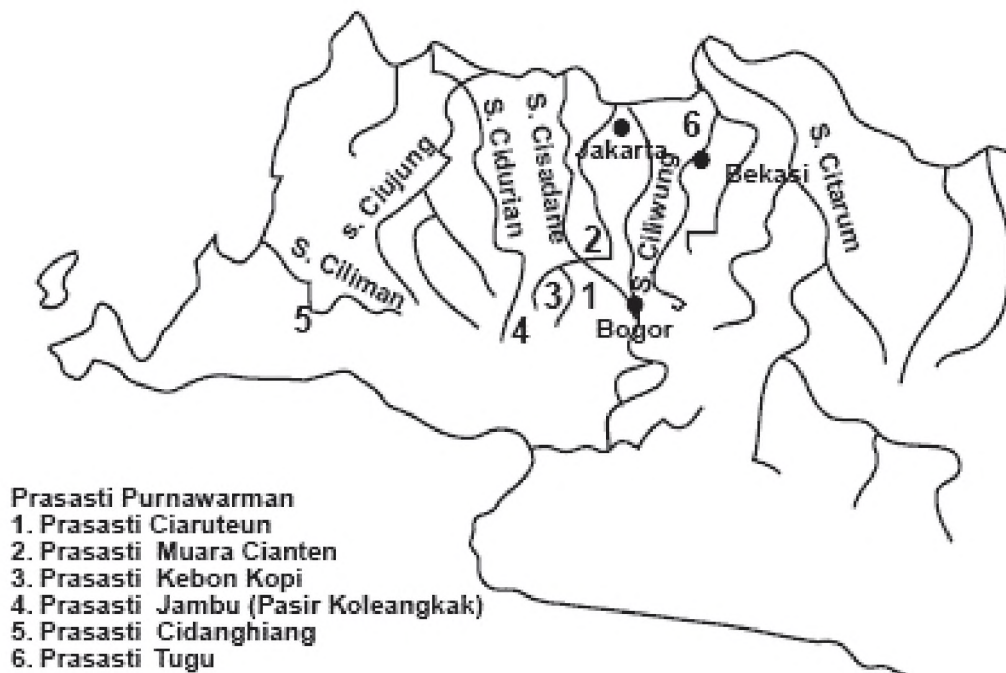 S. Ciujung
S. Ciliman
S. Cidurian
S. Cisadane
S. Ciliwung
S. Citarum
Jakarta
Bekasi
Bogor
6
2
3
1
4
5
Prasasti Purnawarman
1. Prasasti Ciaruteun
2. Prasasti Muara Cianten
3. Prasasti Kebon Kopi
4. Prasasti Jambu (Pasir Koleangkak)
5. Prasasti Cidanghiang
6. Prasasti Tugu